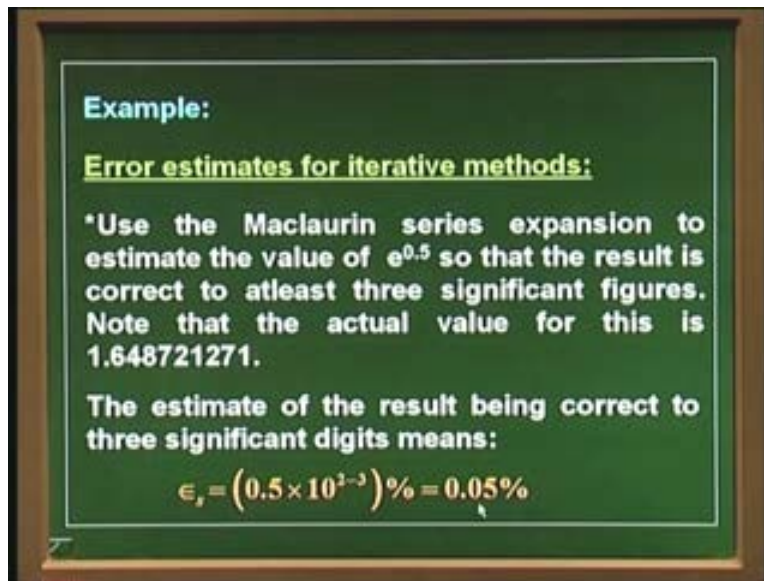 Example:
Error estimates for iterative methods:
*Use the Maclaurin series expansion to
estimate the value of e^0.5 so that the result is
correct to atleast three significant figures.
Note that the actual value for this is
1.648721271.
The estimate of the result being correct to
three significant digits means:
∈_s = (0.5×10^2-3)% = 0.05%